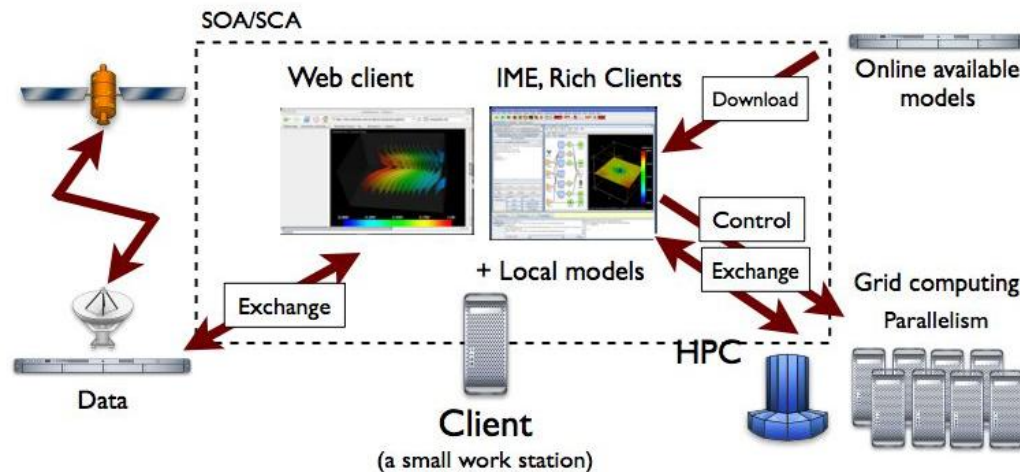 SOA/SCA
Web client
IME, Rich Clients
Download
Online available
models
Control
Exchange
+ Local models
Exchange
Grid computing
Parallelism
HPC
Data
Client
(a small work station)